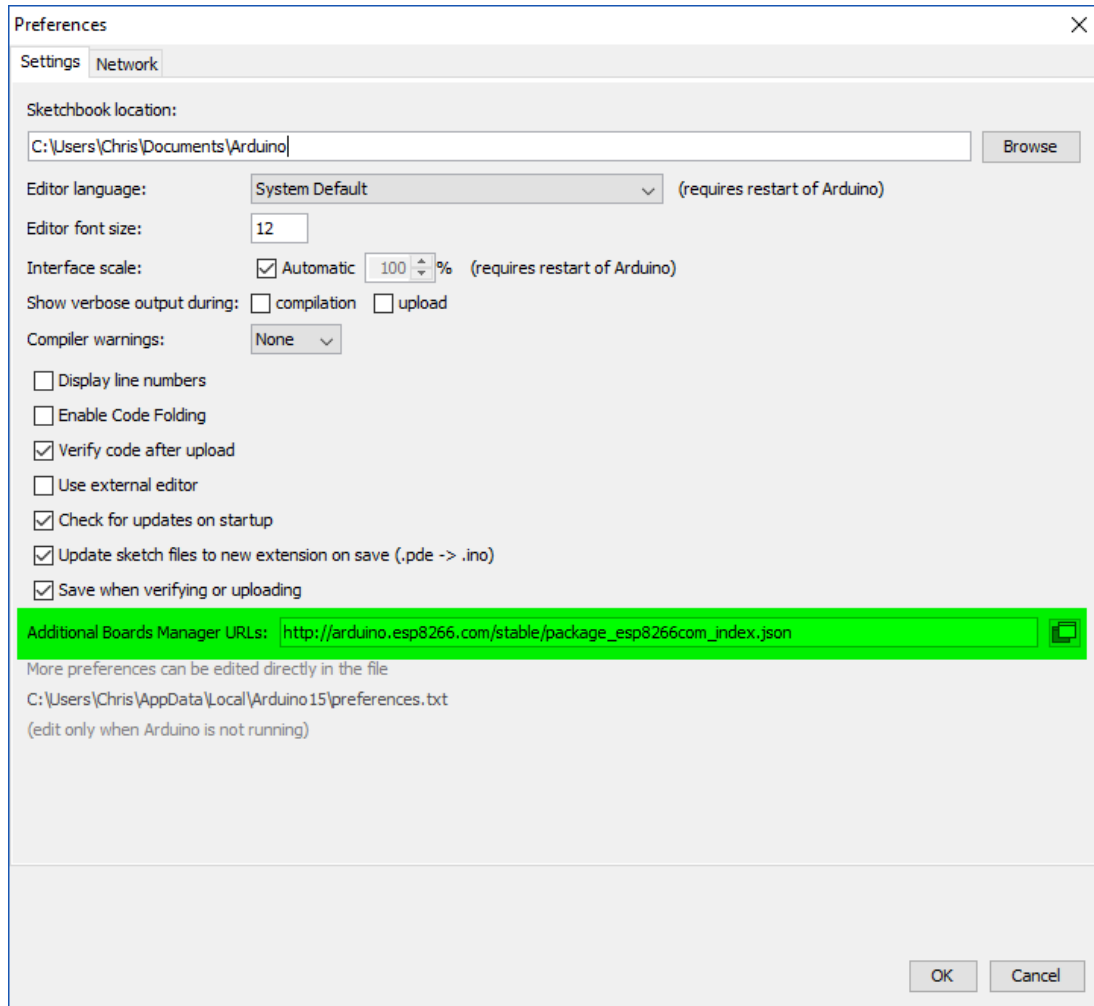 Preferences
Settings Network
Sketchbook location:
C:\Users\Chris\Documents\Arduino Browse
Editor language: System Default (requires restart of Arduino)
Editor font size: 12
Interface scale: Automatic 100 % (requires restart of Arduino)
Show verbose output during: compilation upload
Compiler warnings: None
Display line numbers
Enable Code Folding
Verify code after upload
Use external editor
Check for updates on startup
Update sketch files to new extension on save (.pde -> .ino)
Save when verifying or uploading
Additional Boards Manager URLs: http://arduino.esp8266.com/stable/package_esp8266com_index.json
More preferences can be edited directly in the file
C:\Users\Chris\AppData\Local\Arduino15\preferences.txt
(edit only when Arduino is not running)
OK Cancel